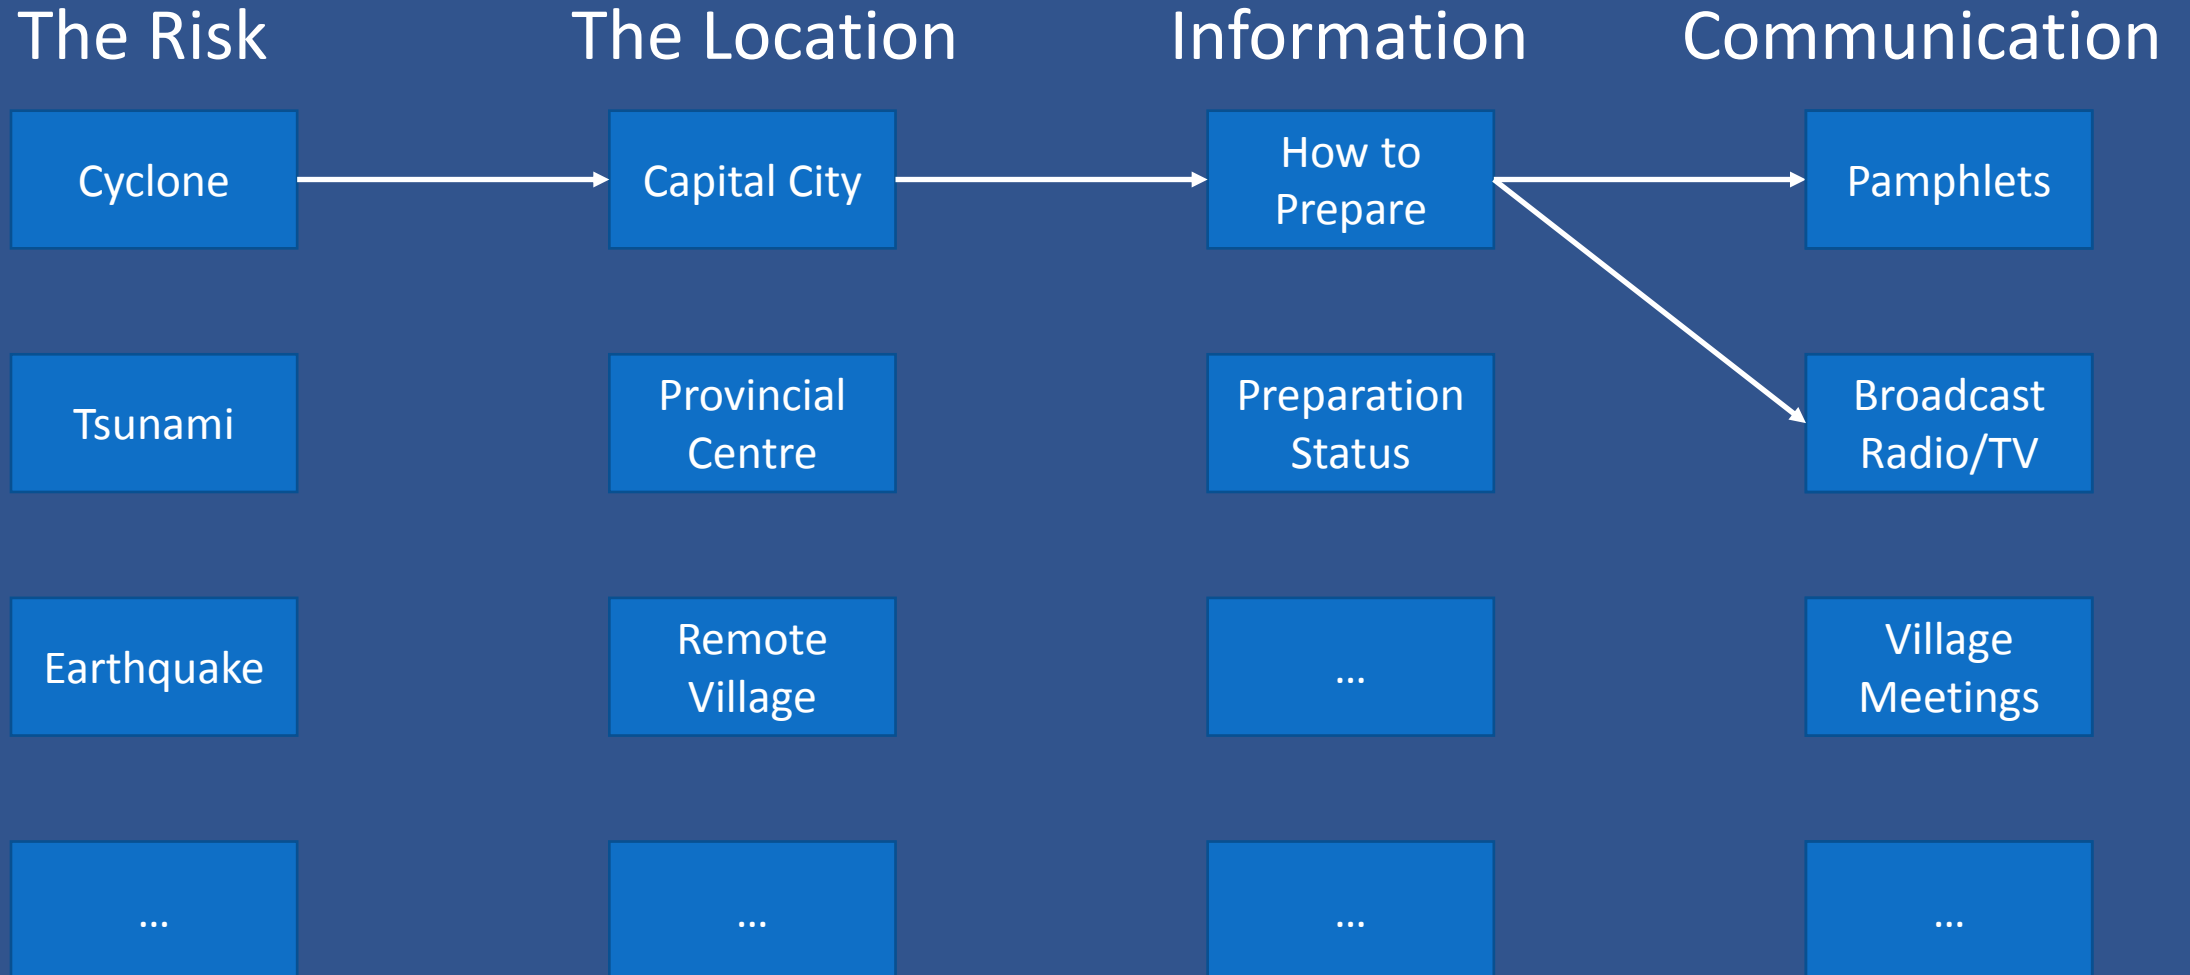 The Risk
The Location
Information
Communication
Cyclone
Capital City
How to
Prepare
Pamphlets
Tsunami
Provincial
Centre
Preparation
Status
Broadcast
Radio/TV
Earthquake
Remote
Village
...
Village
Meetings
...
...
...
...